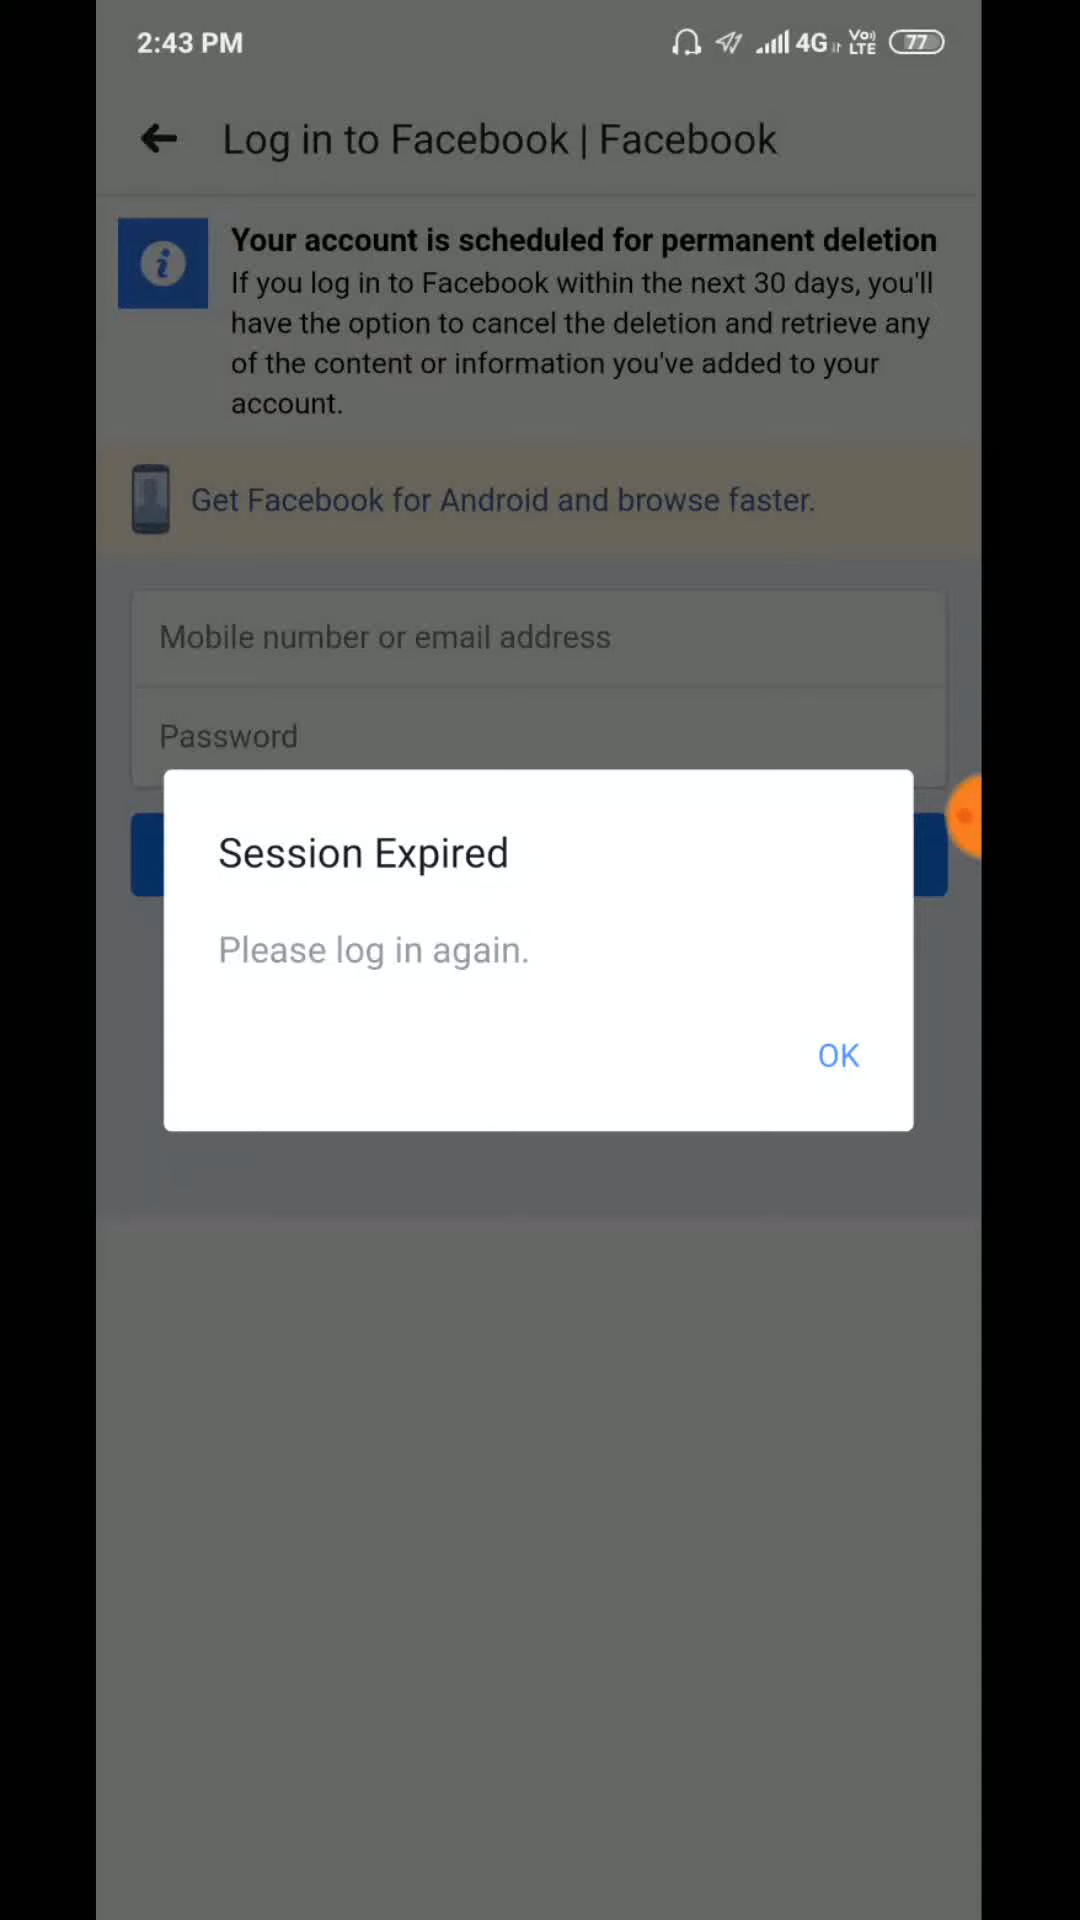 2:43 PM
4G
Vo))
LTE
77
Log in to Facebook | Facebook
Your account is scheduled for permanent deletion
If you log in to Facebook within the next 30 days, you'll
have the option to cancel the deletion and retrieve any
of the content or information you've added to your
account.
Get Facebook for Android and browse faster.
Mobile number or email address
Password
Session Expired
Please log in again.
OK